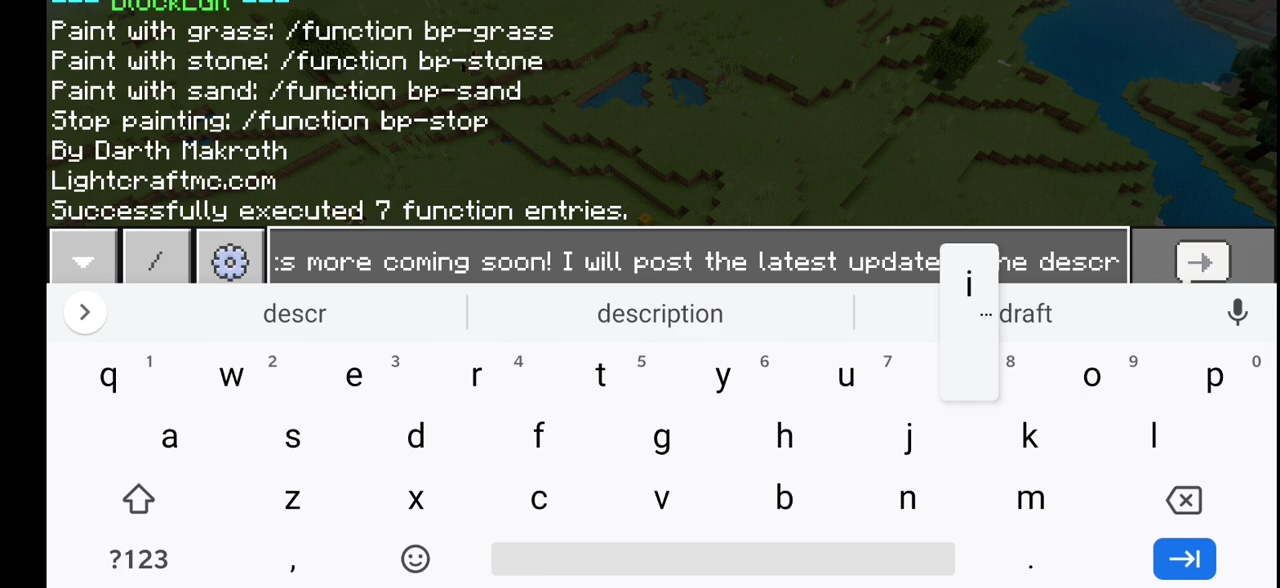 === BlockEdit ===
Paint with grass: /function bp-grass
Paint with stone: /function bp-stone
Paint with sand: /function bp-sand
Stop painting: /function bp-stop
By Darth Makroth
Lightcraftmc.com
Successfully executed 7 function entries.
/ :s more coming soon! I will post the latest update he descr
i
descr description draft
q 1 w 2 e 3 r 4 t 5 y 6 u 7 8 o 9 p 0
a s d f g h j k l
z x c v b n m
?123 , .